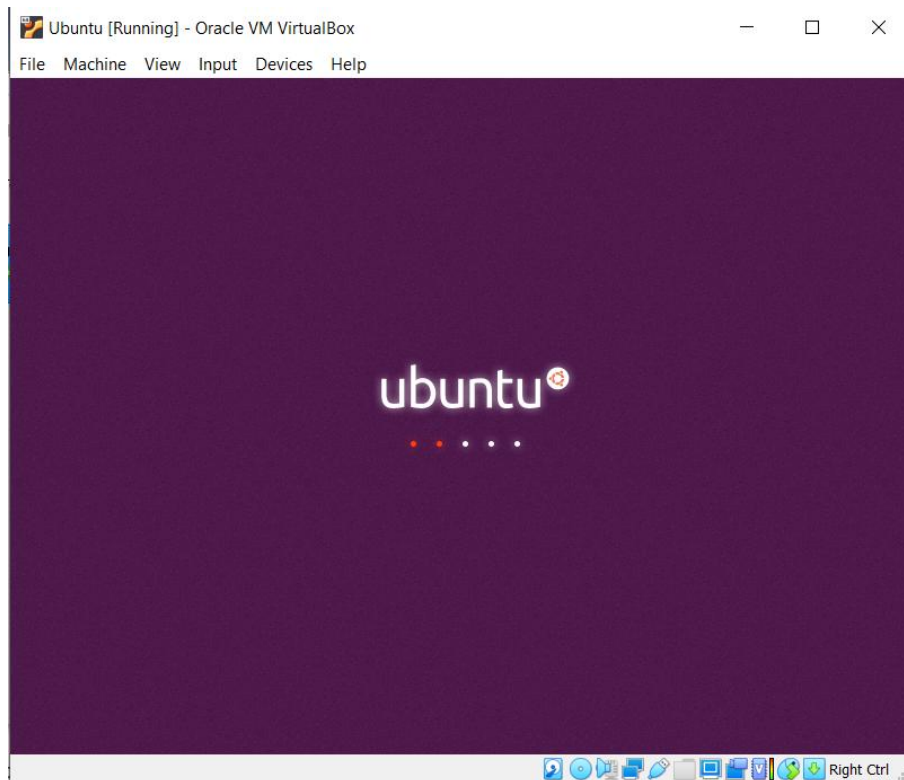 Ubuntu [Running] - Oracle VM VirtualBox
File Machine View Input Devices Help
ubuntu
Right Ctrl